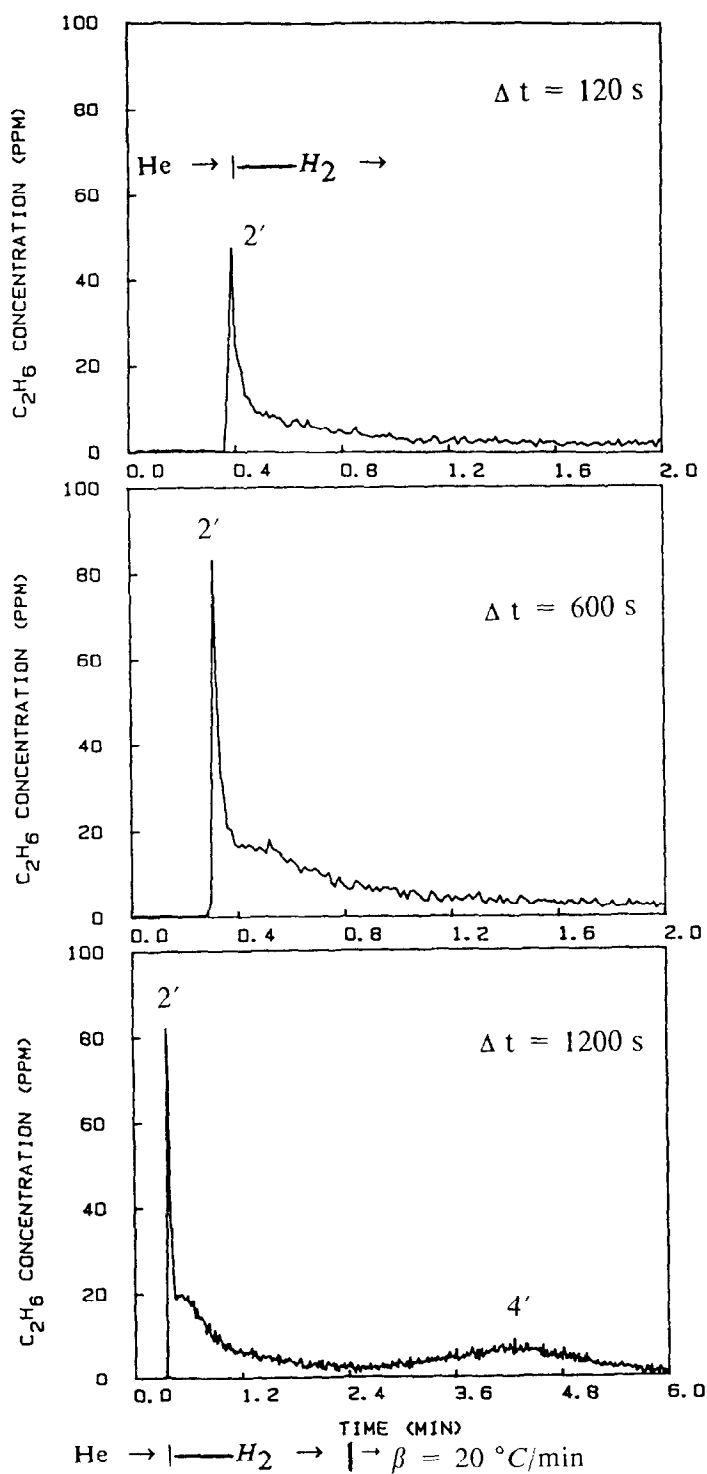 100
80
60
40
20
0
C2H6 CONCENTRATION (PPM)
Δ t = 120 s
He → |—H2 →
2′
0.0 0.4 0.8 1.2 1.6 2.0
100
80
60
40
20
0
C2H6 CONCENTRATION (PPM)
2′
Δ t = 600 s
0.0 0.4 0.8 1.2 1.6 2.0
100
80
60
40
20
0
C2H6 CONCENTRATION (PPM)
2′
Δ t = 1200 s
4′
0.0 1.2 2.4 3.6 4.8 6.0
TIME (MIN)
He → |—H2 → |→ β = 20 °C/min